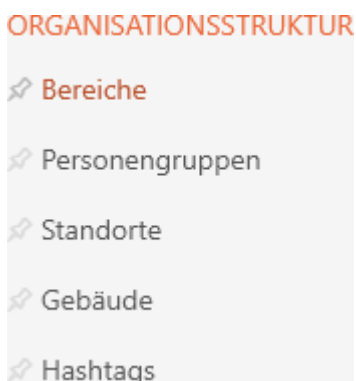 ORGANISATIONSSTRUKTUR
Bereiche
Personengruppen
Standorte
Gebäude
Hashtags